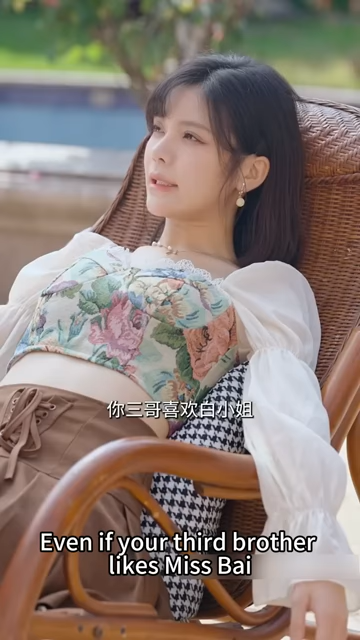 你三哥喜欢白小姐
Even if your third brother
likes Miss Bai